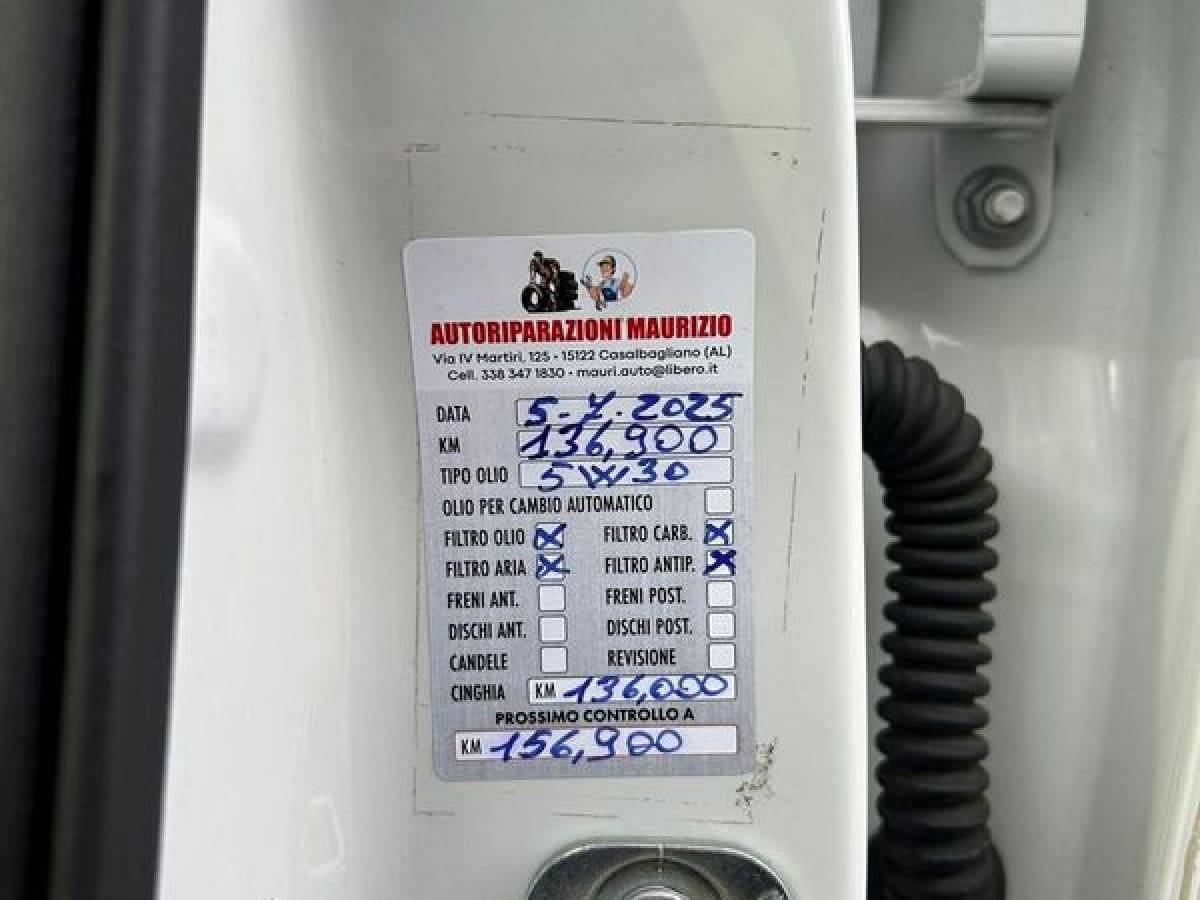 AUTORIPARAZIONI MAURIZIO
Via IV Martiri, 125 - 15122 Casalbagliano (AL)
Cell. 338 347 1830 • mauri.auto@libero.it
DATA 5-7-2025
KM 136,900
TIPO OLIO 5W30
OLIO PER CAMBIO AUTOMATICO
FILTRO OLIO X FILTRO CARB. X
FILTRO ARIA X FILTRO ANTIP. X
FRENI ANT. FRENI POST.
DISCHI ANT. DISCHI POST.
CANDELE REVISIONE
CINGHIA KM 136,000
PROSSIMO CONTROLLO A
KM 156,900